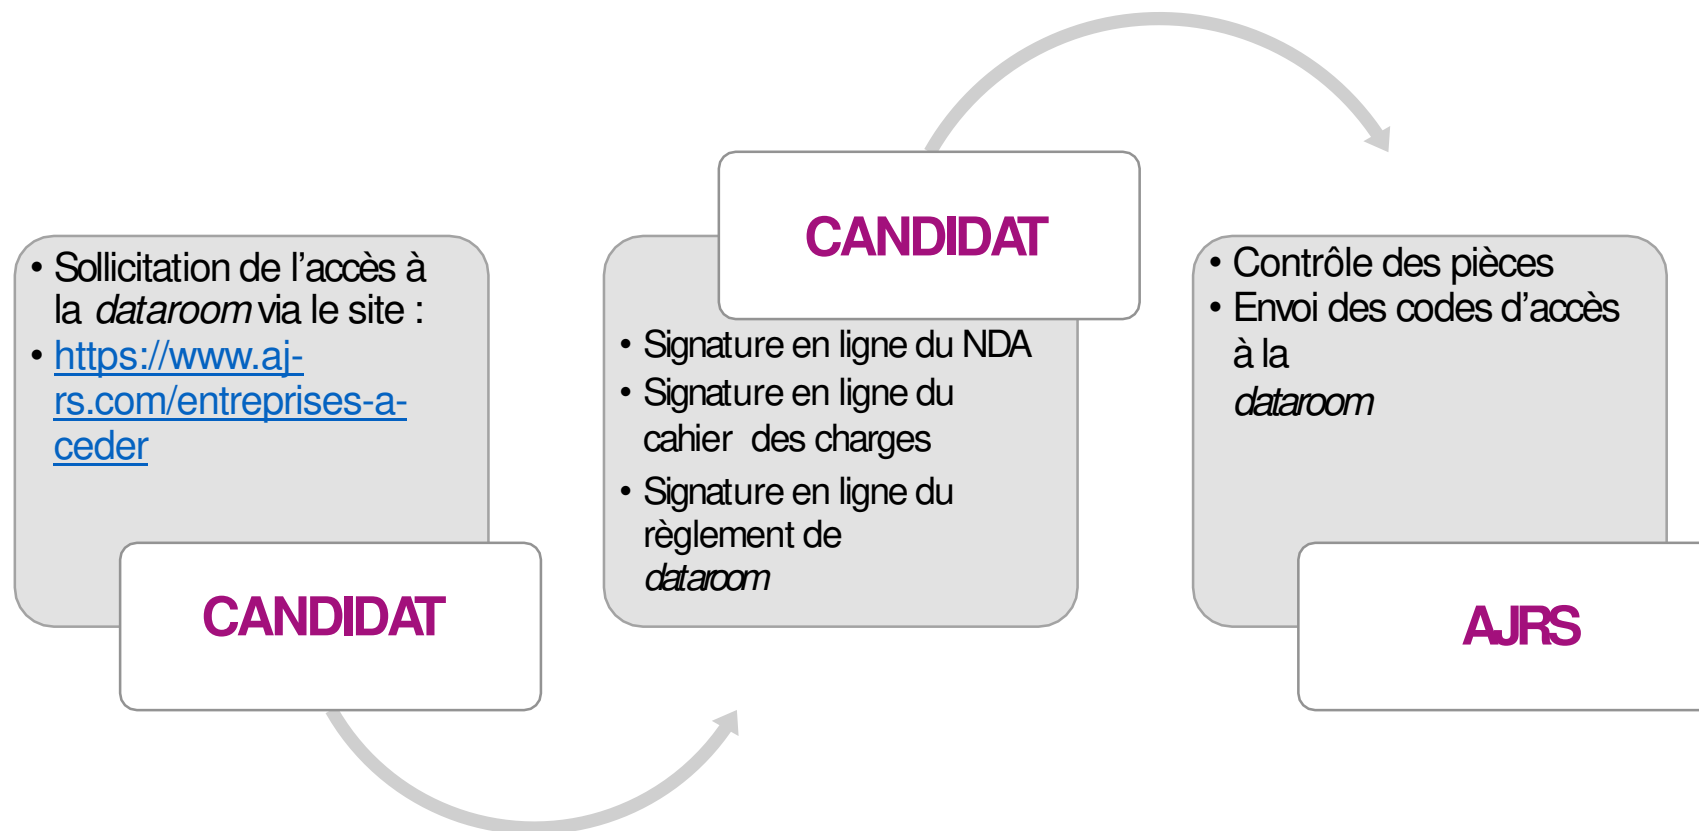 • Sollicitation de l’accès à
la dataroom via le site :
• https://www.aj-
rs.com/entreprises-a-
ceder
CANDIDAT
CANDIDAT
• Signature en ligne du NDA
• Signature en ligne du
cahier des charges
• Signature en ligne du
règlement de
dataroom
• Contrôle des pièces
• Envoi des codes d’accès
à la
dataroom
AJRS